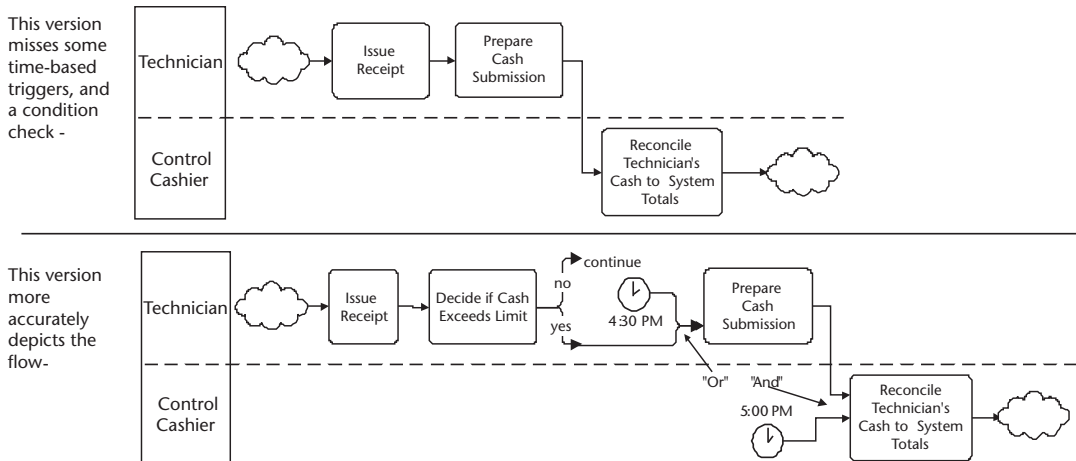 This version
misses some
time-based
triggers, and
a condition
check -
Technician
Issue
Receipt
Prepare
Cash
Submission
Control
Cashier
Reconcile
Technician's
Cash to System
Totals
This version
more
accurately
depicts the
flow-
Technician
Issue
Receipt
Decide if Cash
Exceeds Limit
no
continue
yes
4:30 PM
Prepare
Cash
Submission
"Or"
"And"
Control
Cashier
5:00 PM
Reconcile
Technician's
Cash to System
Totals